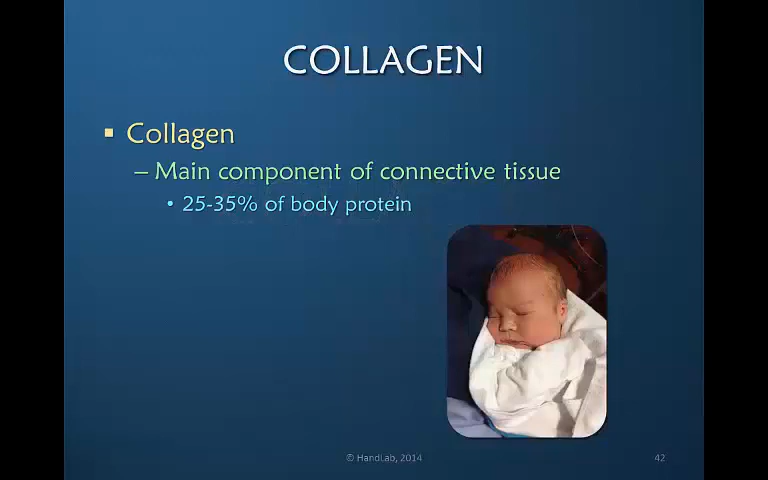 COLLAGEN
▪ Collagen
– Main component of connective tissue
• 25-35% of body protein
© HandLab, 2014
42